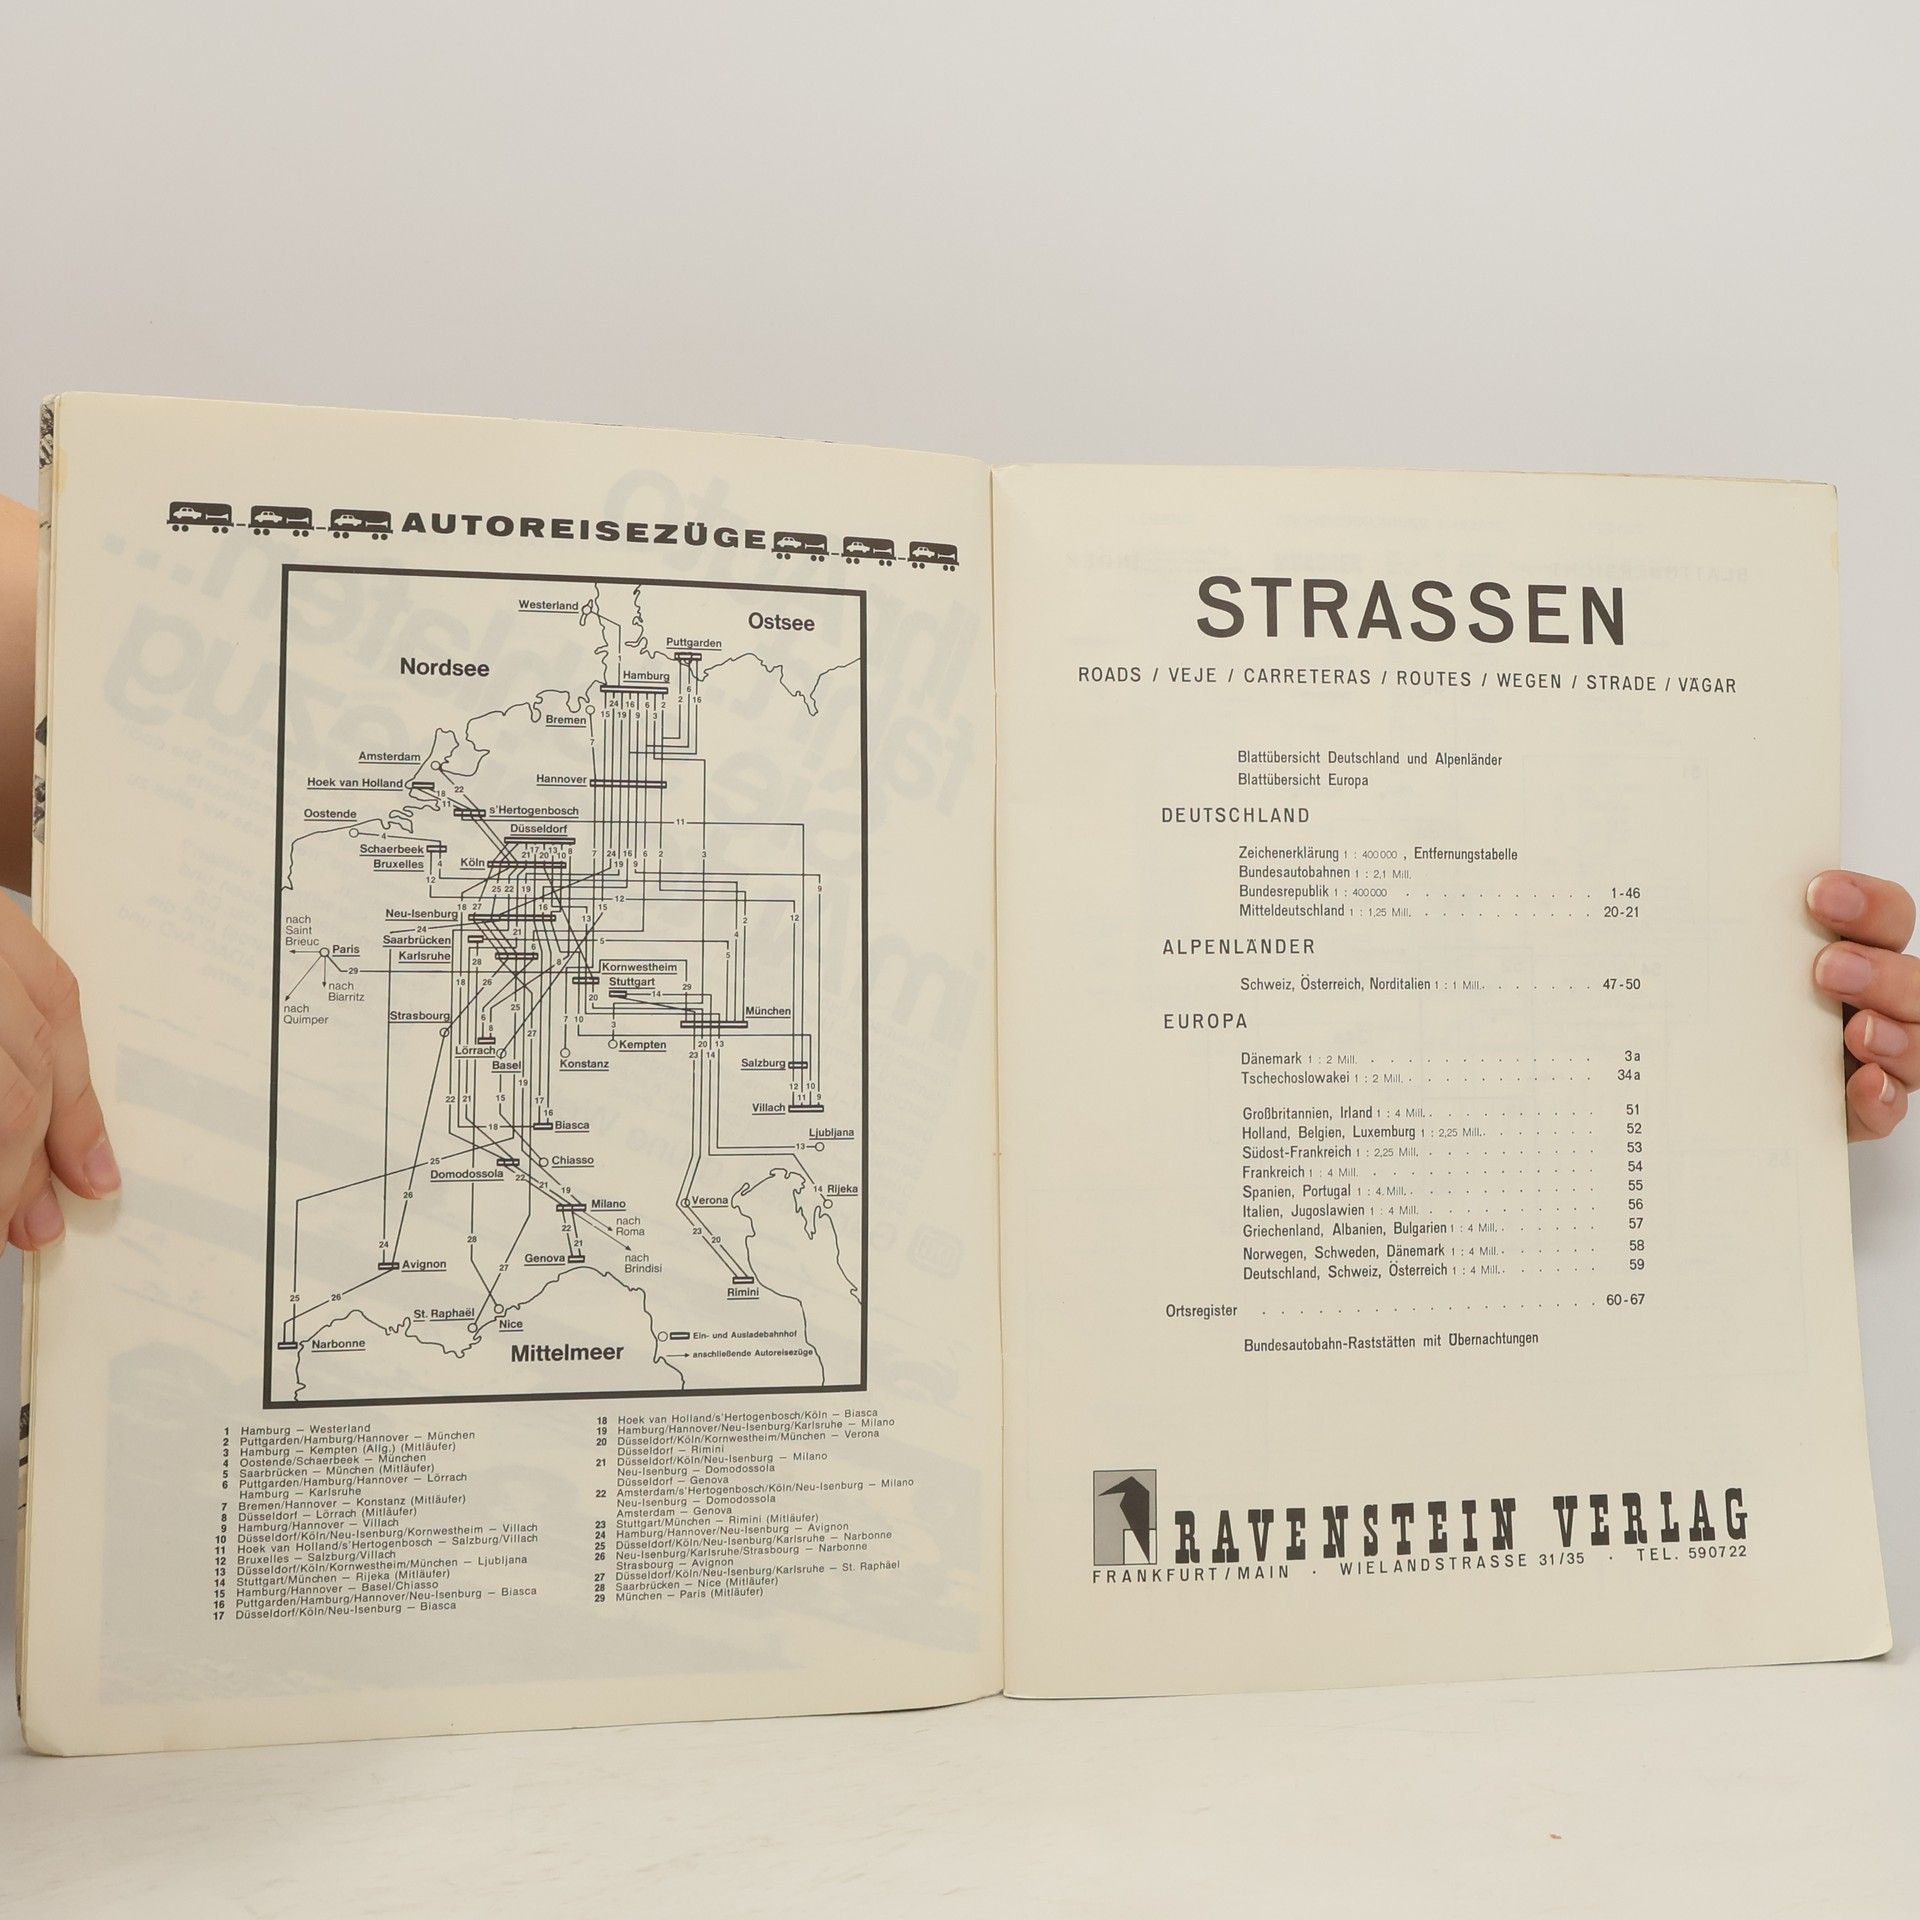 AUTOREISEZÜGE
Westerland
Ostsee
Puttgarden
Nordsee
Hamburg
Bremen
Amsterdam
Hoek van Holland
Hannover
s'Hertogenbosch
Oostende
Düsseldorf
Schaerbeek
Bruxelles
Köln
Neu-Isenburg
nach
Saint
Brieuc
Saarbrücken
Paris
Karlsruhe
Kornwestheim
Stuttgart
nach
Biarritz
nach
Quimper
München
Strasbourg
Lörrach
Basel
Kempten
Konstanz
Salzburg
Villach
Biasca
Ljubljana
Chiasso
Domodossola
Rijeka
Milano
Verona
nach
Roma
Genova
nach
Brindisi
Avignon
Rimini
St. Raphaël
Nice
Narbonne
Mittelmeer
Ein- und Ausladebahnhof
anschließende Autoreisezüge
1 Hamburg – Westerland
2 Puttgarden/Hamburg/Hannover – München
3 Hamburg – Kempten (Allg.) (Mitläufer)
4 Oostende/Schaerbeek – München
5 Saarbrücken – München (Mitläufer)
6 Puttgarden/Hamburg/Hannover – Lörrach
Hamburg – Karlsruhe
7 Bremen/Hannover – Konstanz (Mitläufer)
8 Düsseldorf – Lörrach (Mitläufer)
9 Hamburg/Hannover – Villach
10 Düsseldorf/Köln/Neu-Isenburg/Kornwestheim – Villach
11 Hoek van Holland/s'Hertogenbosch – Salzburg/Villach
12 Bruxelles – Salzburg/Villach
13 Düsseldorf/Köln/Kornwestheim/München – Ljubljana
14 Stuttgart/München – Rijeka (Mitläufer)
15 Hamburg/Hannover – Basel/Chiasso
16 Puttgarden/Hamburg/Hannover/Neu-Isenburg – Biasca
17 Düsseldorf/Köln/Neu-Isenburg – Biasca
18 Hoek van Holland/s'Hertogenbosch/Köln – Biasca
19 Hamburg/Hannover/Neu-Isenburg/Karlsruhe – Milano
20 Düsseldorf/Köln/Kornwestheim/München – Verona
Düsseldorf – Rimini
21 Düsseldorf/Köln/Neu-Isenburg – Milano
Neu-Isenburg – Domodossola
Düsseldorf – Genova
22 Amsterdam/s'Hertogenbosch/Köln/Neu-Isenburg – Milano
Neu-Isenburg – Domodossola
Amsterdam – Genova
23 Stuttgart/München – Rimini (Mitläufer)
24 Hamburg/Hannover/Neu-Isenburg – Avignon
25 Düsseldorf/Köln/Neu-Isenburg/Karlsruhe – Narbonne
26 Neu-Isenburg/Karlsruhe/Strasbourg – Narbonne
Strasbourg – Avignon
27 Düsseldorf/Köln/Neu-Isenburg/Karlsruhe – St. Raphaël
28 Saarbrücken – Nice (Mitläufer)
29 München – Paris (Mitläufer)
STRASSEN
ROADS / VEJE / CARRETERAS / ROUTES / WEGEN / STRADE / VÄGAR
Blattübersicht Deutschland und Alpenländer
Blattübersicht Europa
DEUTSCHLAND
Zeichenerklärung 1 : 400000 , Entfernungstabelle
Bundesautobahnen 1 : 2,1 Mill.
Bundesrepublik 1 : 400000 . . . . . . . . . . 1-46
Mitteldeutschland 1 : 1,25 Mill. . . . . . . . . . 20-21
ALPENLÄNDER
Schweiz, Österreich, Norditalien 1 : 1 Mill. . . . . . . 47-50
EUROPA
Dänemark 1 : 2 Mill. . . . . . . . . . . . 3a
Tschechoslowakei 1 : 2 Mill. . . . . . . . . . 34a
Großbritannien, Irland 1 : 4 Mill. . . . . . . . . 51
Holland, Belgien, Luxemburg 1 : 2,25 Mill. . . . . . . 52
Südost-Frankreich 1 : 2,25 Mill. . . . . . . . . . 53
Frankreich 1 : 4 Mill. . . . . . . . . . . . 54
Spanien, Portugal 1 : 4 Mill. . . . . . . . . . 55
Italien, Jugoslawien 1 : 4 Mill. . . . . . . . . . 56
Griechenland, Albanien, Bulgarien 1 : 4 Mill. . . . . . 57
Norwegen, Schweden, Dänemark 1 : 4 Mill. . . . . . 58
Deutschland, Schweiz, Österreich 1 : 4 Mill. . . . . . 59
Ortsregister . . . . . . . . . . . . . . . . . 60-67
Bundesautobahn-Raststätten mit Übernachtungen
RAVENSTEIN VERLAG
FRANKFURT/MAIN · WIELANDSTRASSE 31/35 · TEL. 590722